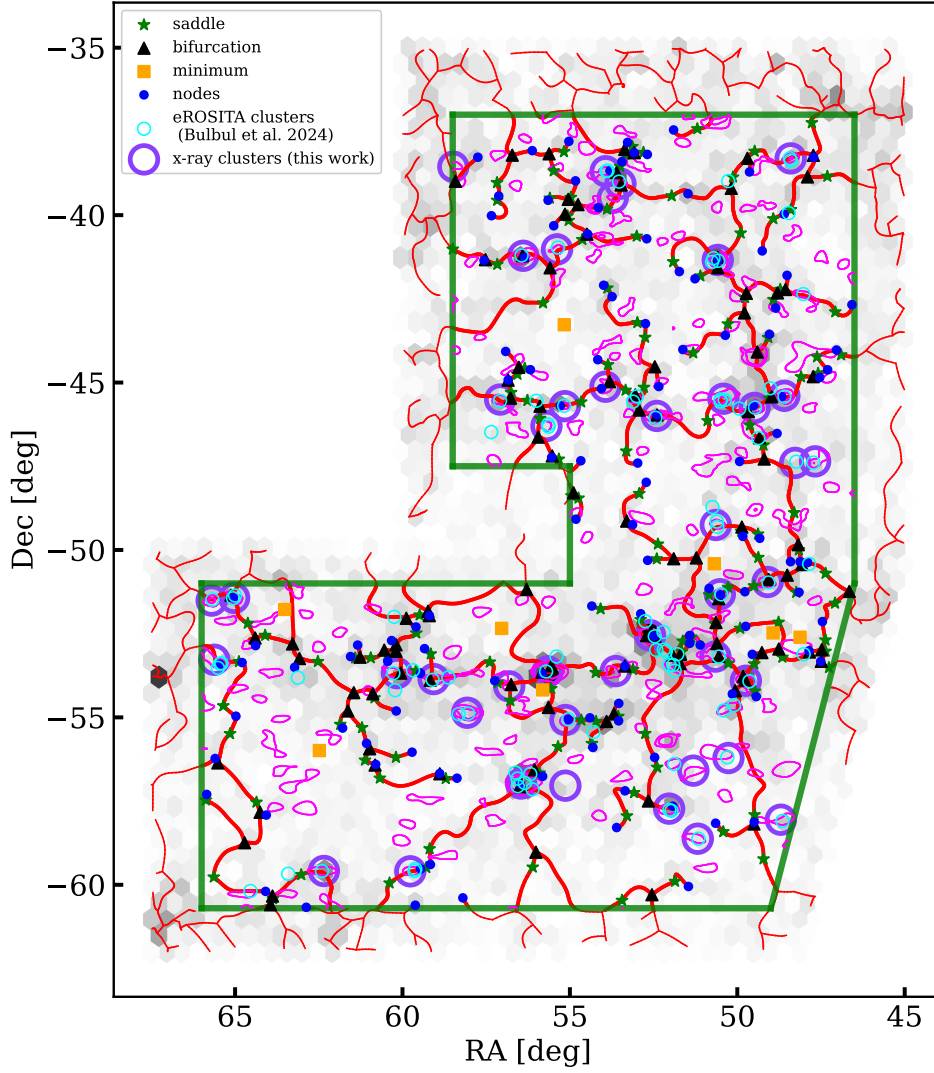 saddle
bifurcation
minimum
nodes
eROSITA clusters
(Bulbul et al. 2024)
x-ray clusters (this work)
−35
−40
−45
−50
−55
−60
Dec [deg]
65
60
55
50
45
RA [deg]